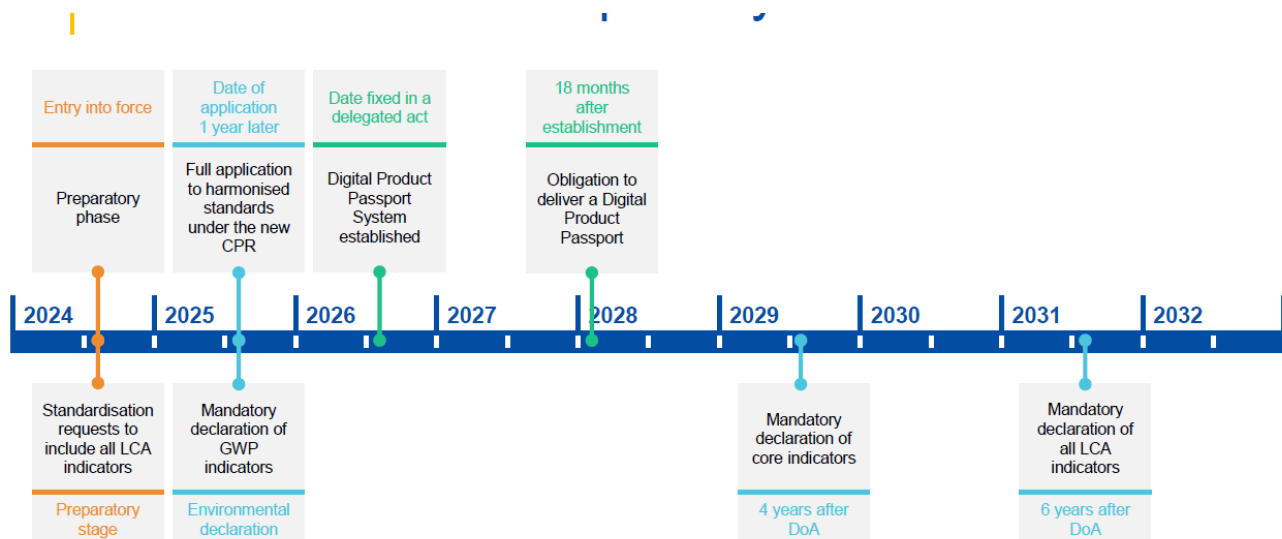 Entry into force
Date of
application
1 year later
Date fixed in a
delegated act
18 months
after
establishment
Preparatory
phase
Full application
to harmonised
standards
under the new
CPR
Digital Product
Passport
System
established
Obligation to
deliver a Digital
Product
Passport
2024
2025
2026
2027
2028
2029
2030
2031
2032
Standardisation
requests to
include all LCA
indicators
Mandatory
declaration of
GWP
indicators
Mandatory
declaration of
core indicators
Mandatory
declaration of
all LCA
indicators
Preparatory
stage
Environmental
declaration
4 years after
DoA
6 years after
DoA